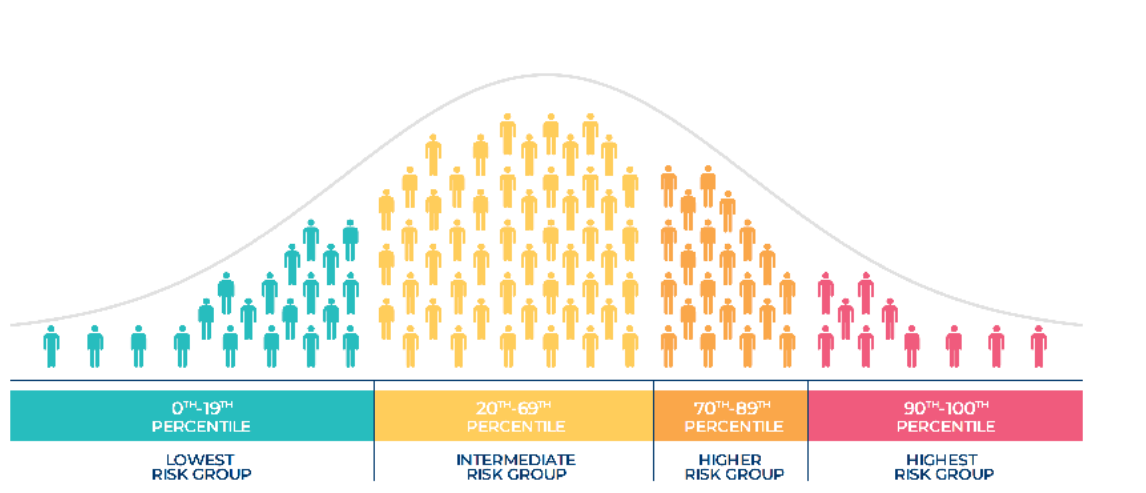 0TH-19TH
PERCENTILE
20TH-69TH
PERCENTILE
70TH-89TH
PERCENTILE
90TH-100TH
PERCENTILE
LOWEST
RISK GROUP
INTERMEDIATE
RISK GROUP
HIGHER
RISK GROUP
HIGHEST
RISK GROUP